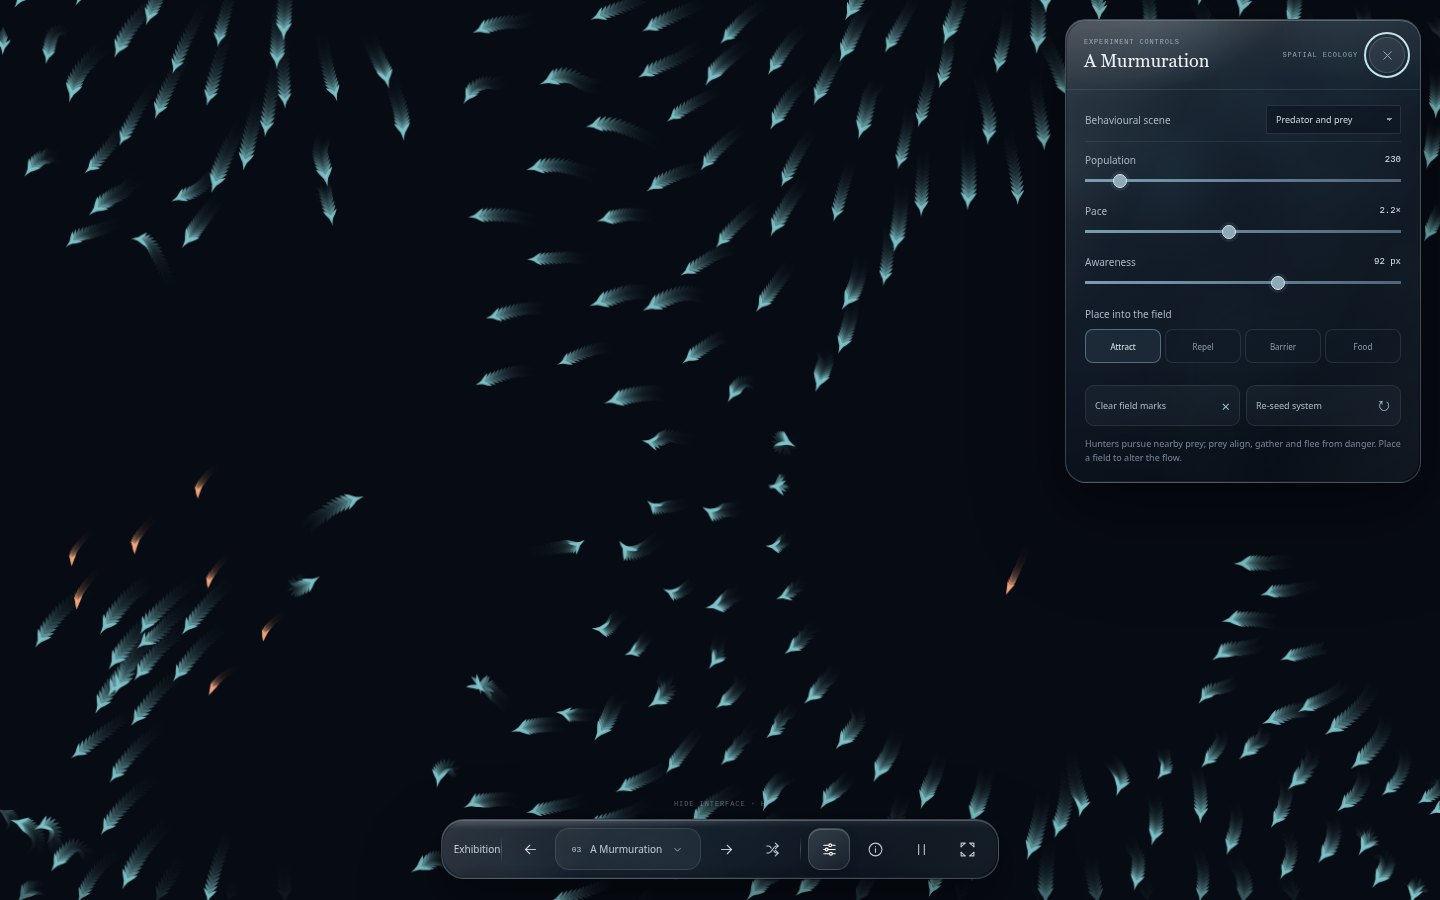 EXPERIMENT CONTROLS
A Murmuration
SPATIAL ECOLOGY
Behavioural scene
Predator and prey
Population
230
Pace
2.2×
Awareness
92 px
Place into the field
Attract
Repel
Barrier
Food
Clear field marks
Re-seed system
Hunters pursue nearby prey; prey align, gather and flee from danger. Place
a field to alter the flow.
HIDE INTERFACE ·
Exhibition
03
A Murmuration